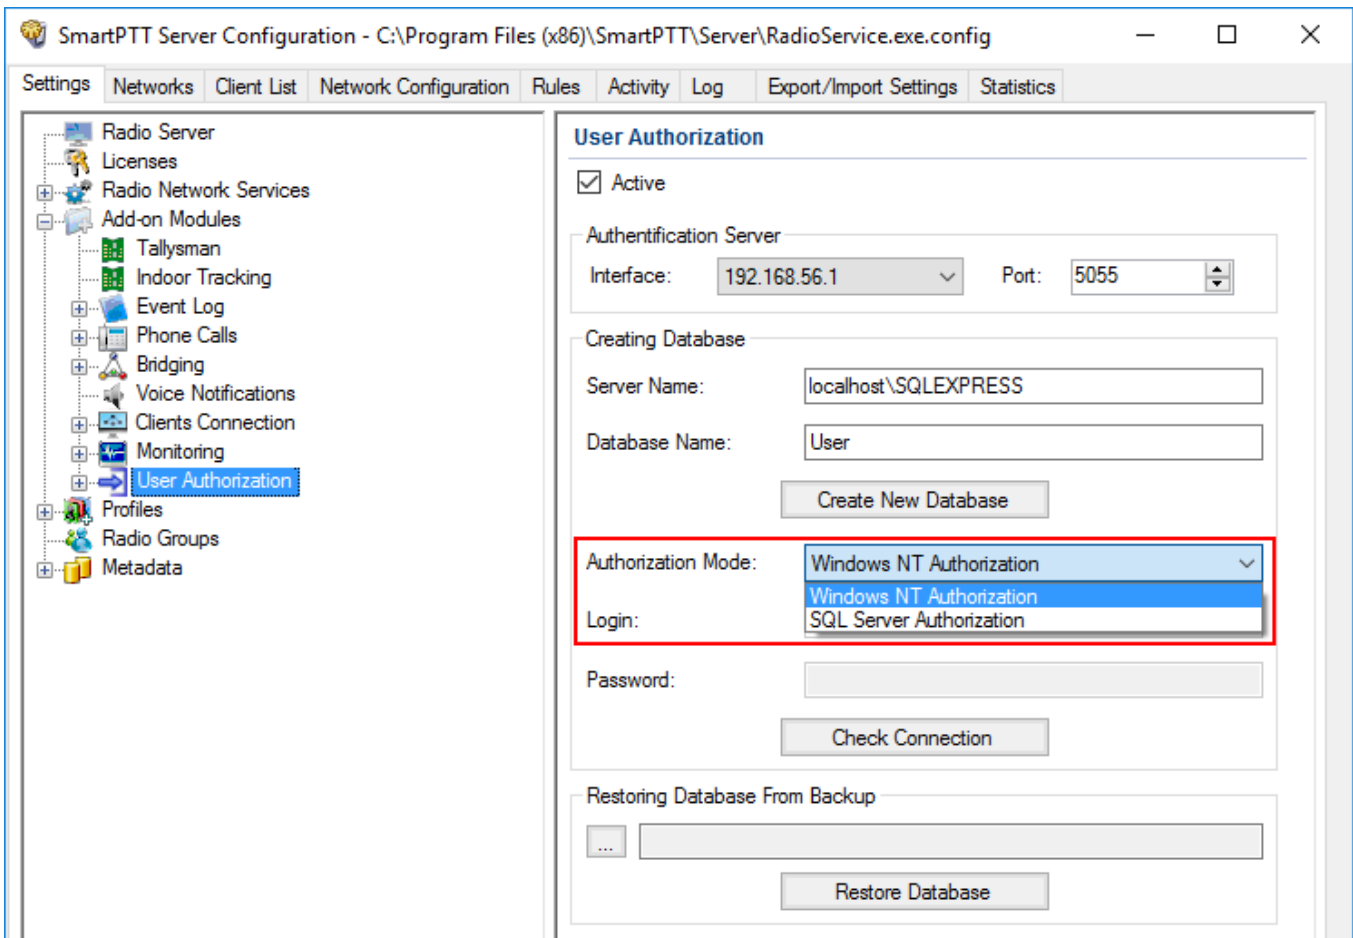 SmartPTT Server Configuration - C:\Program Files (x86)\SmartPTT\Server\RadioService.exe.config
Settings Networks Client List Network Configuration Rules Activity Log Export/Import Settings Statistics
Radio Server
Licenses
Radio Network Services
Add-on Modules
Tallysman
Indoor Tracking
Event Log
Phone Calls
Bridging
Voice Notifications
Clients Connection
Monitoring
User Authorization
Profiles
Radio Groups
Metadata
User Authorization
Active
Authentification Server
Interface: 192.168.56.1 Port: 5055
Creating Database
Server Name: localhost\SQLEXPRESS
Database Name: User
Create New Database
Authorization Mode: Windows NT Authorization
Windows NT Authorization
Login: SQL Server Authorization
Password:
Check Connection
Restoring Database From Backup
...
Restore Database